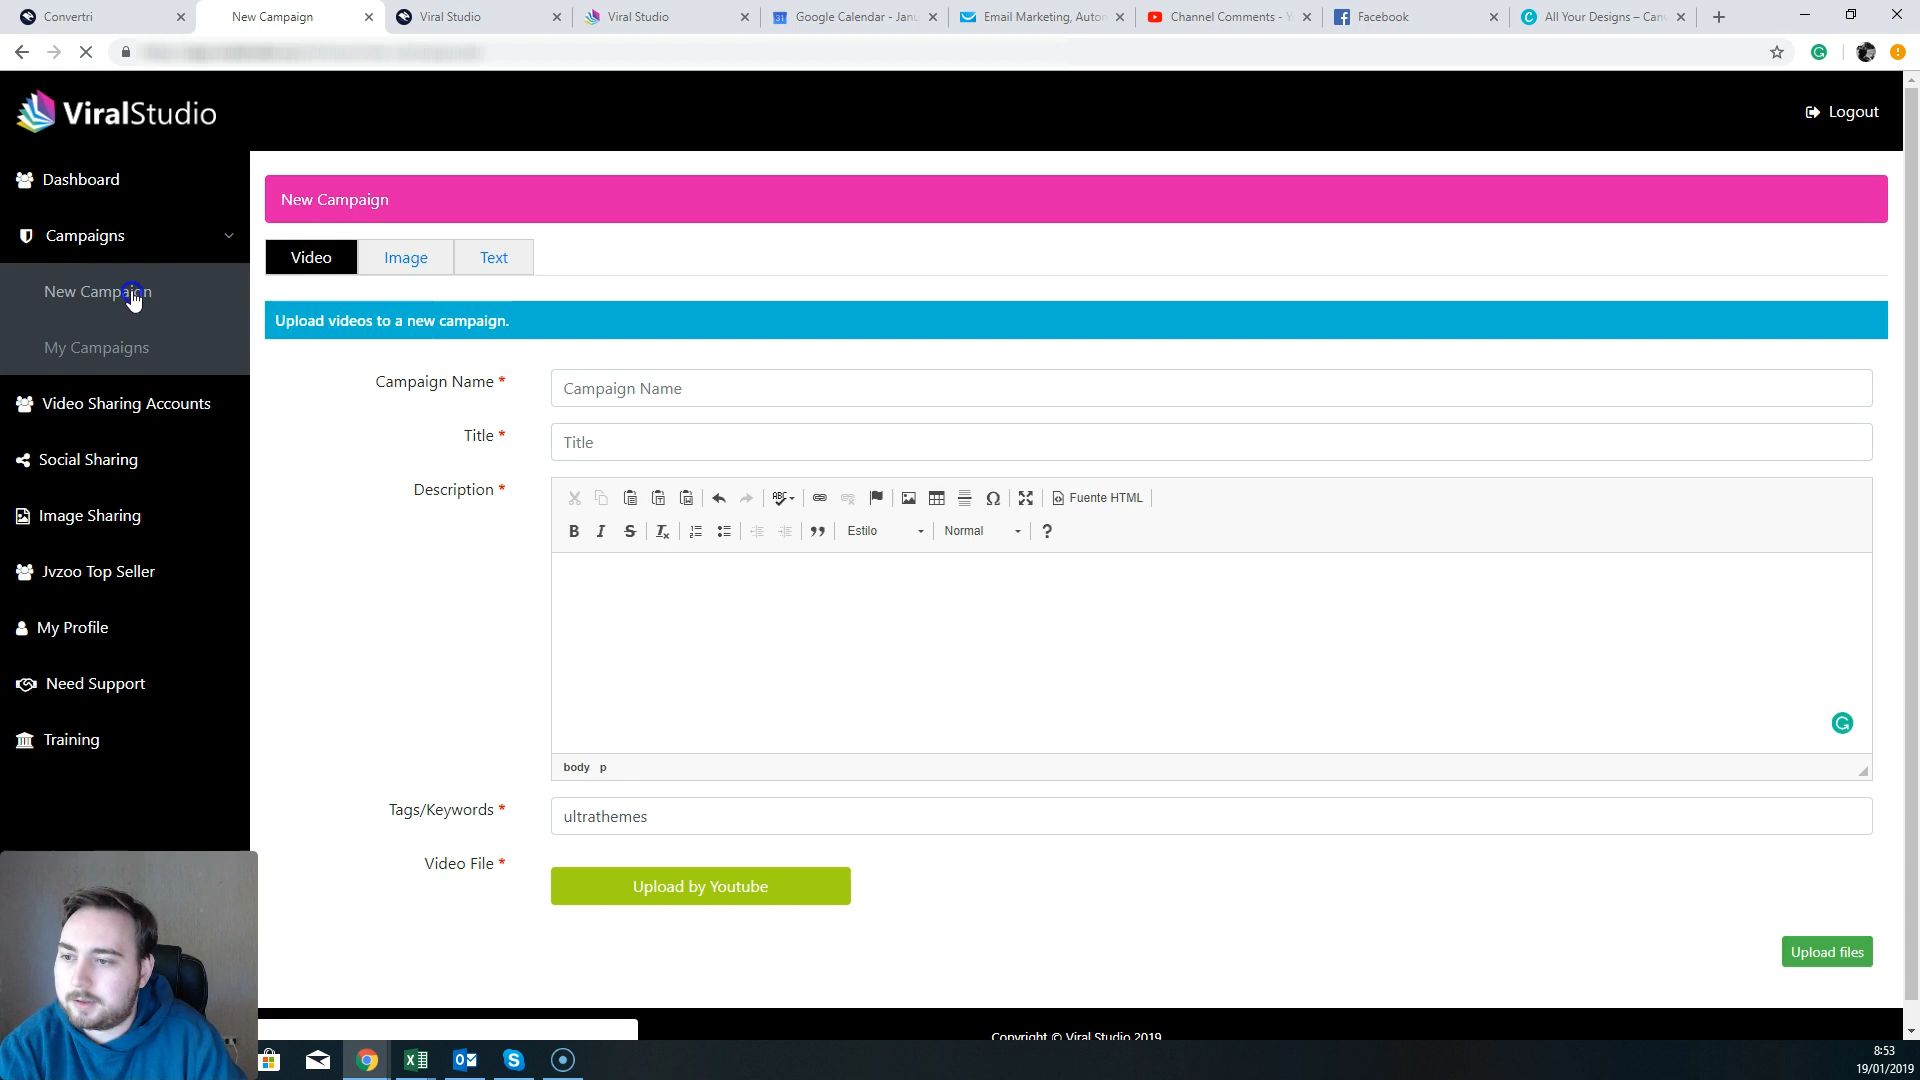 Convertri
New Campaign
Viral Studio
Viral Studio
Google Calendar - Janu
Email Marketing, Autom
Channel Comments - Y
Facebook
All Your Designs – Canv
ViralStudio
Logout
Dashboard
Campaigns
New Campaign
My Campaigns
Video Sharing Accounts
Social Sharing
Image Sharing
Jvzoo Top Seller
My Profile
Need Support
Training
New Campaign
Video
Image
Text
Upload videos to a new campaign.
Campaign Name *
Campaign Name
Title *
Title
Description *
Fuente HTML
Estilo
Normal
body p
Tags/Keywords *
ultrathemes
Video File *
Upload by Youtube
Upload files
Copyright © Viral Studio 2019
8:53
19/01/2019